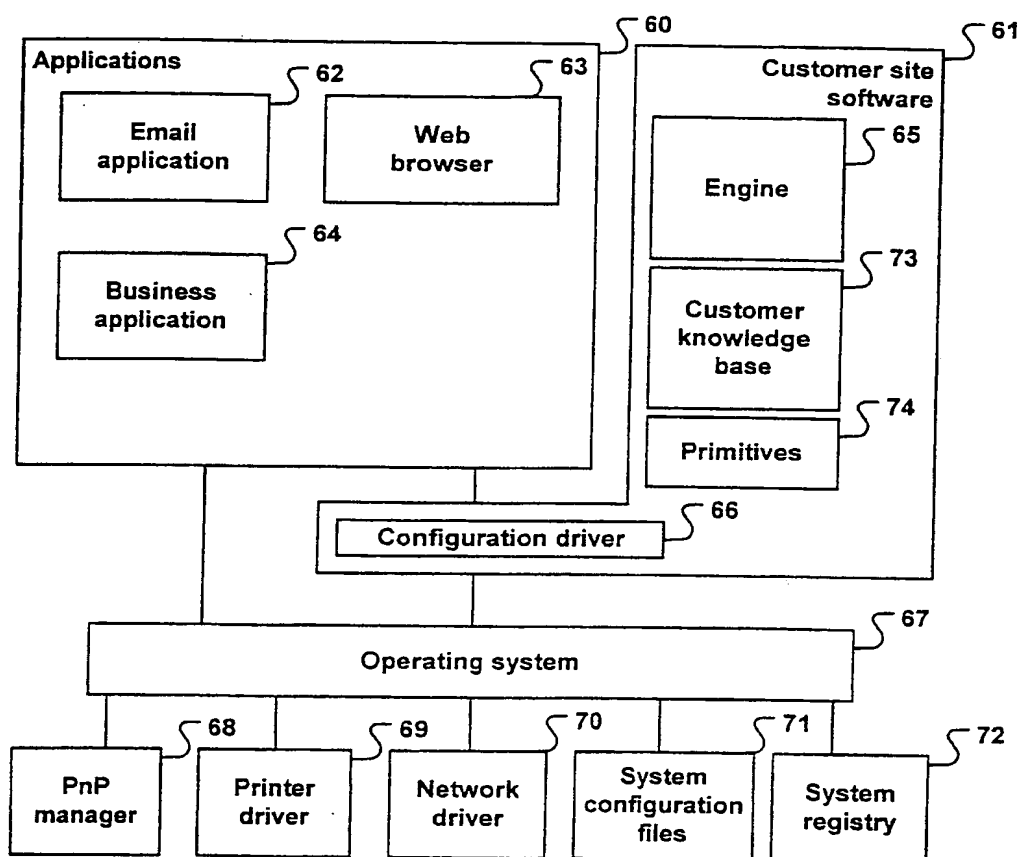 60
61
Applications
62
63
Customer site
software
Email
application
Web
browser
65
Engine
64
Business
application
73
Customer
knowledge
base
74
Primitives
66
Configuration driver
67
Operating system
68
69
70
71
72
PnP
manager
Printer
driver
Network
driver
System
configuration
files
System
registry